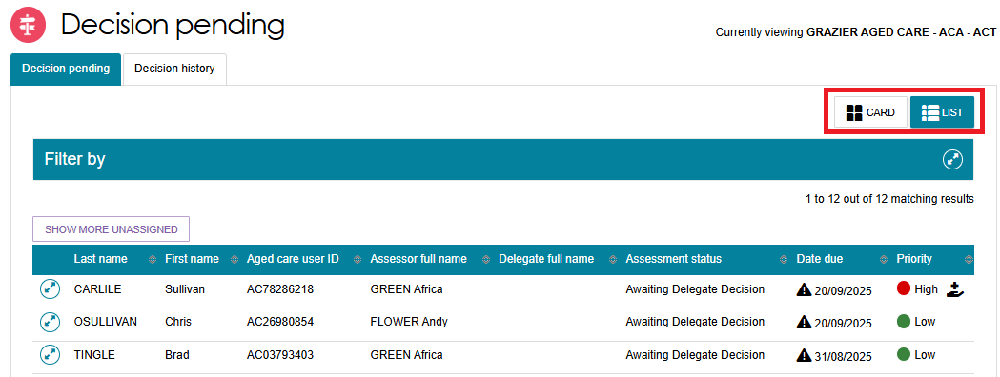 Decision pending
Currently viewing GRAZIER AGED CARE - ACA - ACT
Decision pending Decision history
CARD LIST
Filter by
1 to 12 out of 12 matching results
SHOW MORE UNASSIGNED
Last name First name Aged care user ID Assessor full name Delegate full name Assessment status Date due Priority
CARLILE Sullivan AC78286218 GREEN Africa Awaiting Delegate Decision 20/09/2025 High
OSULLIVAN Chris AC26980854 FLOWER Andy Awaiting Delegate Decision 20/09/2025 Low
TINGLE Brad AC03793403 GREEN Africa Awaiting Delegate Decision 31/08/2025 Low